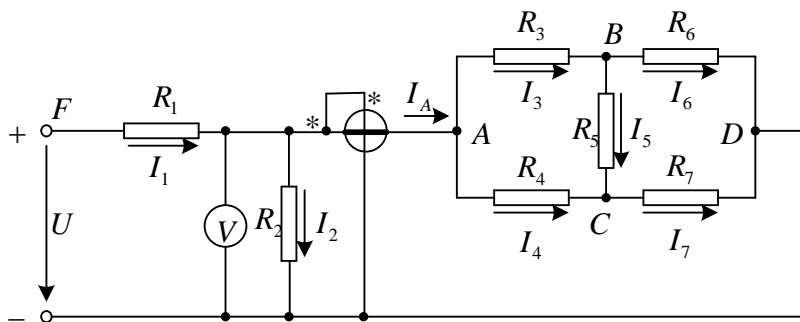 R3 B R6
F R1 * * IA I3 I6
+ A R5 I5 D
I1 R4 R7
U V R2 I2 I4 C I7
−